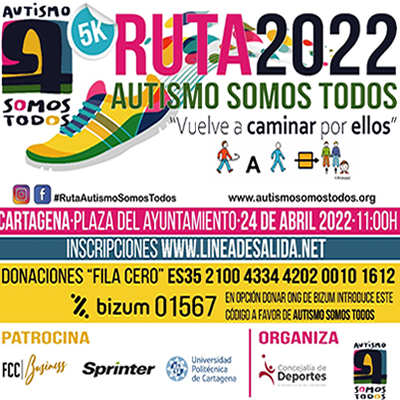 AUTISMO
SOMOS
TODOS
5K
RUTA2022
AUTISMO SOMOS TODOS
"Vuelve a caminar por ellos"
A
#RutaAutismoSomosTodos
www.autismosomostodos.org
CARTAGENA·PLAZA DEL AYUNTAMIENTO·24 DE ABRIL 2022·11:00H
INSCRIPCIONES WWW.LINEADESALIDA.NET
DONACIONES "FILA CERO" ES35 2100 4334 4202 0010 1612
bizum 01567
EN OPCIÓN DONAR ONG DE BIZUM INTRODUCE ESTE
CÓDIGO A FAVOR DE AUTISMO SOMOS TODOS
PATROCINA
FCC Business
Sprinter
Universidad
Politécnica
de Cartagena
ORGANIZA
Concejalía de
Deportes
AUTISMO
SOMOS
TODOS